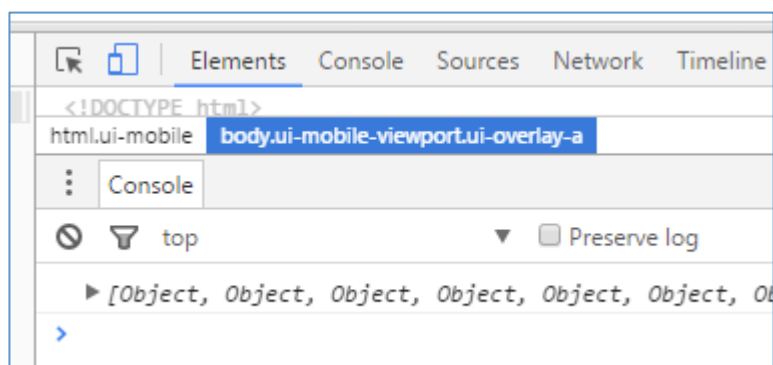 Elements Console Sources Network Timeline
<!DOCTYPE html>
html.ui-mobile body.ui-mobile-viewport.ui-overlay-a
Console
top Preserve log
[Object, Object, Object, Object, Object, Object, Ob